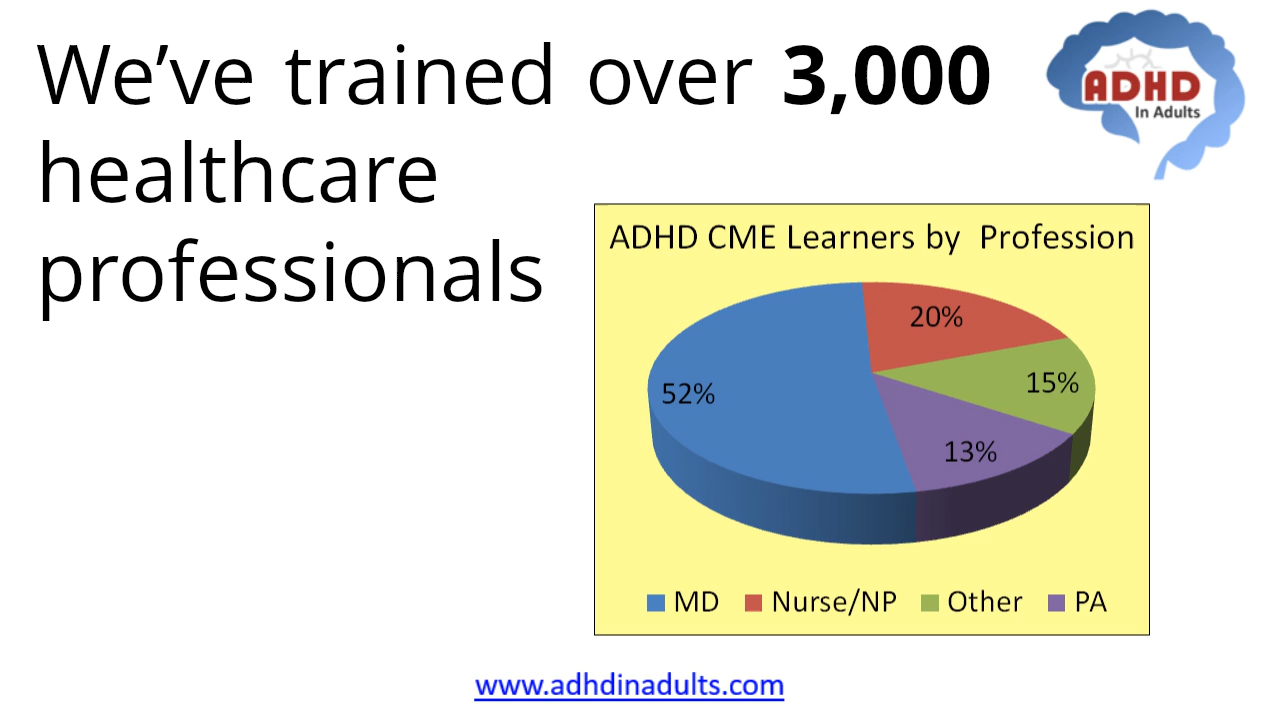 We’ve trained over 3,000
healthcare
professionals
ADHD
In Adults
ADHD CME Learners by  Profession
20%
15%
52%
13%
MD Nurse/NP Other PA
www.adhdinadults.com